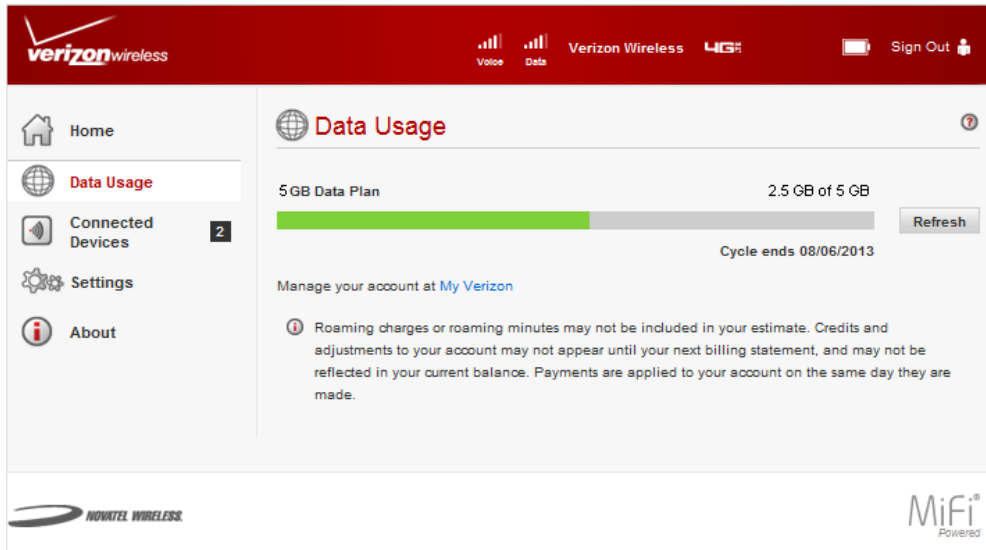 verizonwireless
Voice Data
Verizon Wireless 4G LTE
Sign Out
Home
Data Usage
Connected
Devices
2
Settings
About
Data Usage
?
5GB Data Plan 2.5 GB of 5 GB
Refresh
Cycle ends 08/06/2013
Manage your account at My Verizon
Roaming charges or roaming minutes may not be included in your estimate. Credits and
adjustments to your account may not appear until your next billing statement, and may not be
reflected in your current balance. Payments are applied to your account on the same day they are
made.
NOVATEL WIRELESS.
MiFi®
Powered